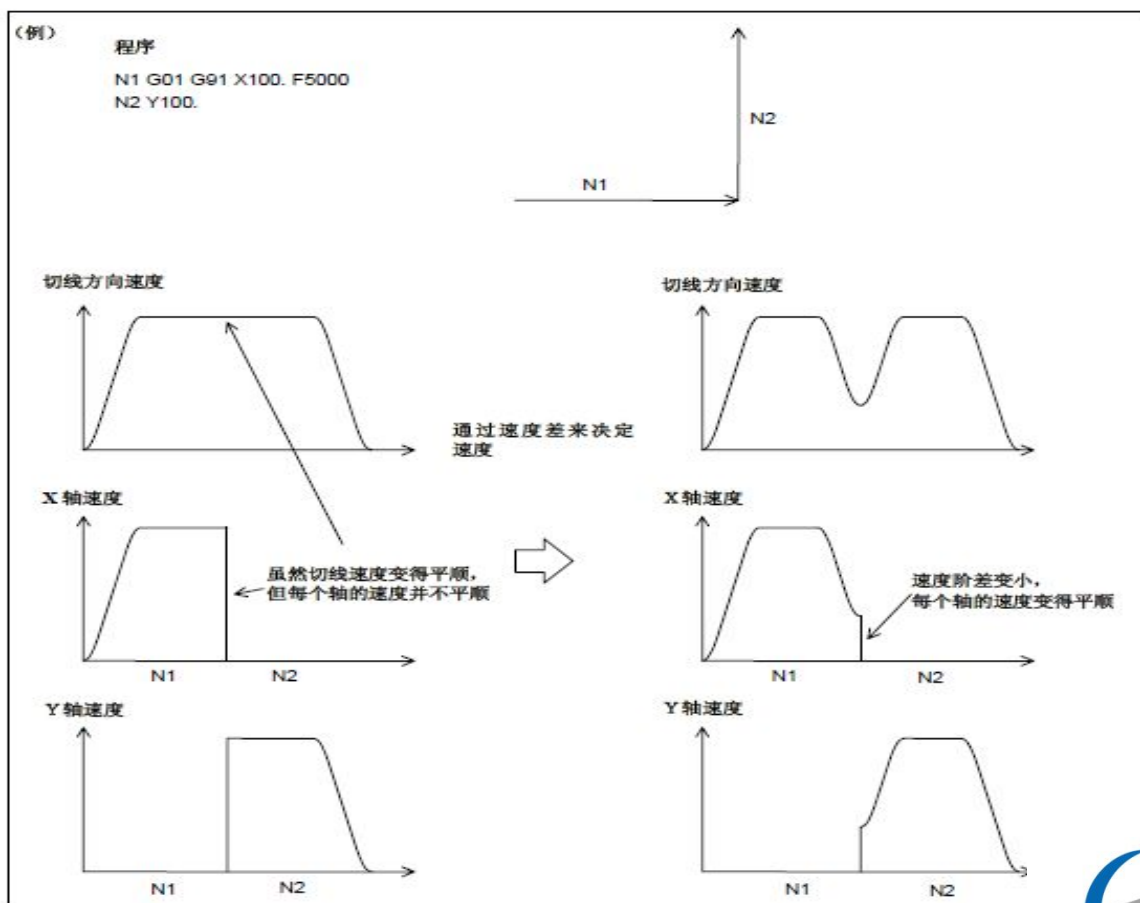 （例）
程序
N1 G01 G91 X100. F5000
N2 Y100.
N2
N1
切线方向速度
切线方向速度
通过速度差来决定
速度
X 轴速度
X 轴速度
虽然切线速度变得平顺，
但每个轴的速度并不平顺
速度阶差变小，
每个轴的速度变得平顺
N1
N2
N1
N2
Y 轴速度
Y 轴速度
N1
N2
N1
N2